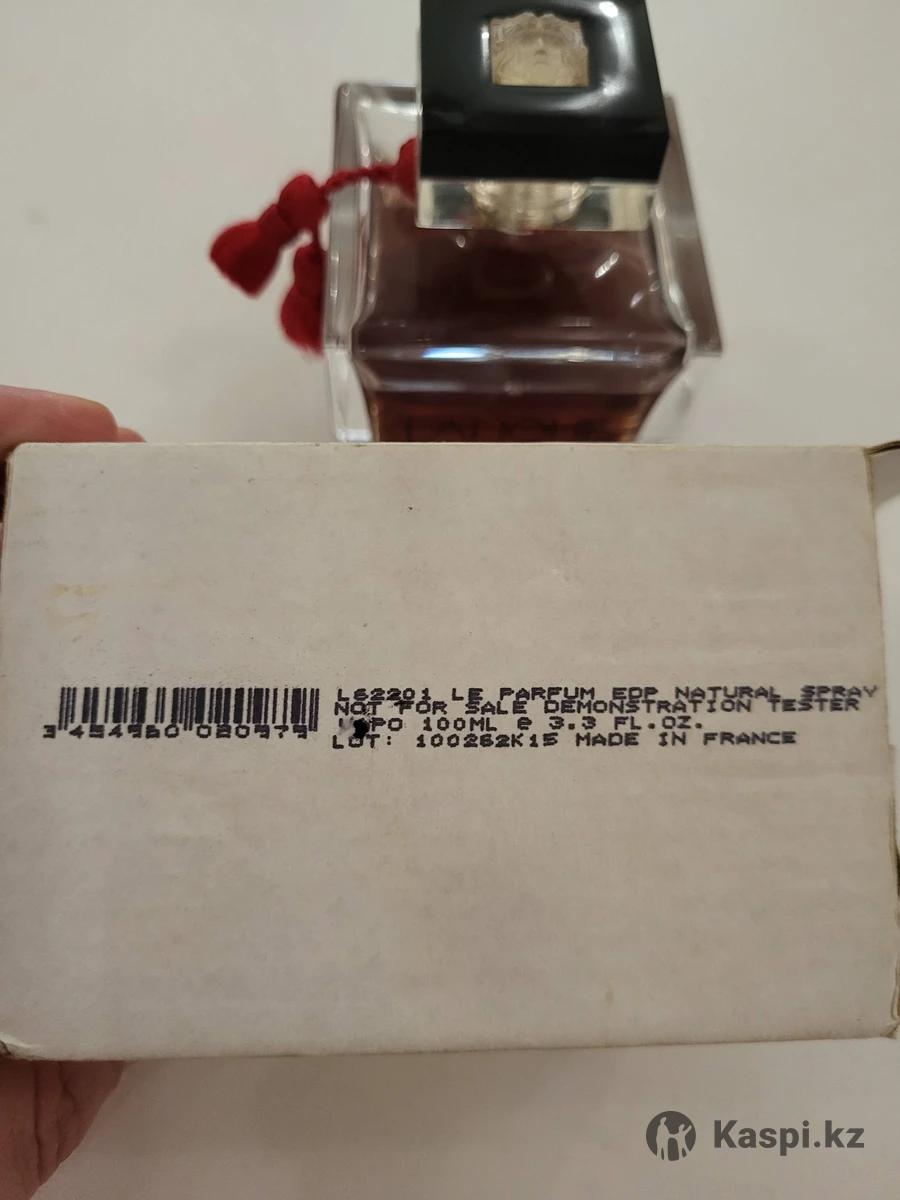 LALIQUE
L62201 LE PARFUM EDP NATURAL SPRAY
NOT FOR SALE DEMONSTRATION TESTER
100ML e 3.3 FL.OZ.
LOT: 100262K15 MADE IN FRANCE
3 454960 020979
Kaspi.kz